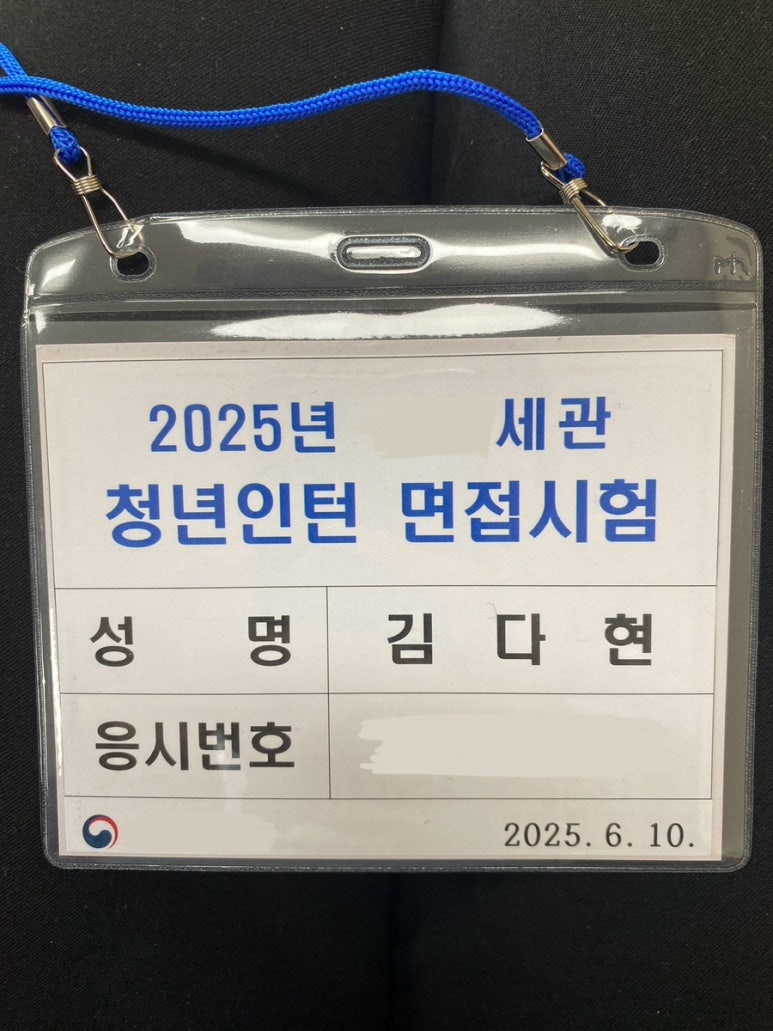 2025년 세관
청년인턴 면접시험
성 명 김 다 현
응시번호
2025. 6. 10.